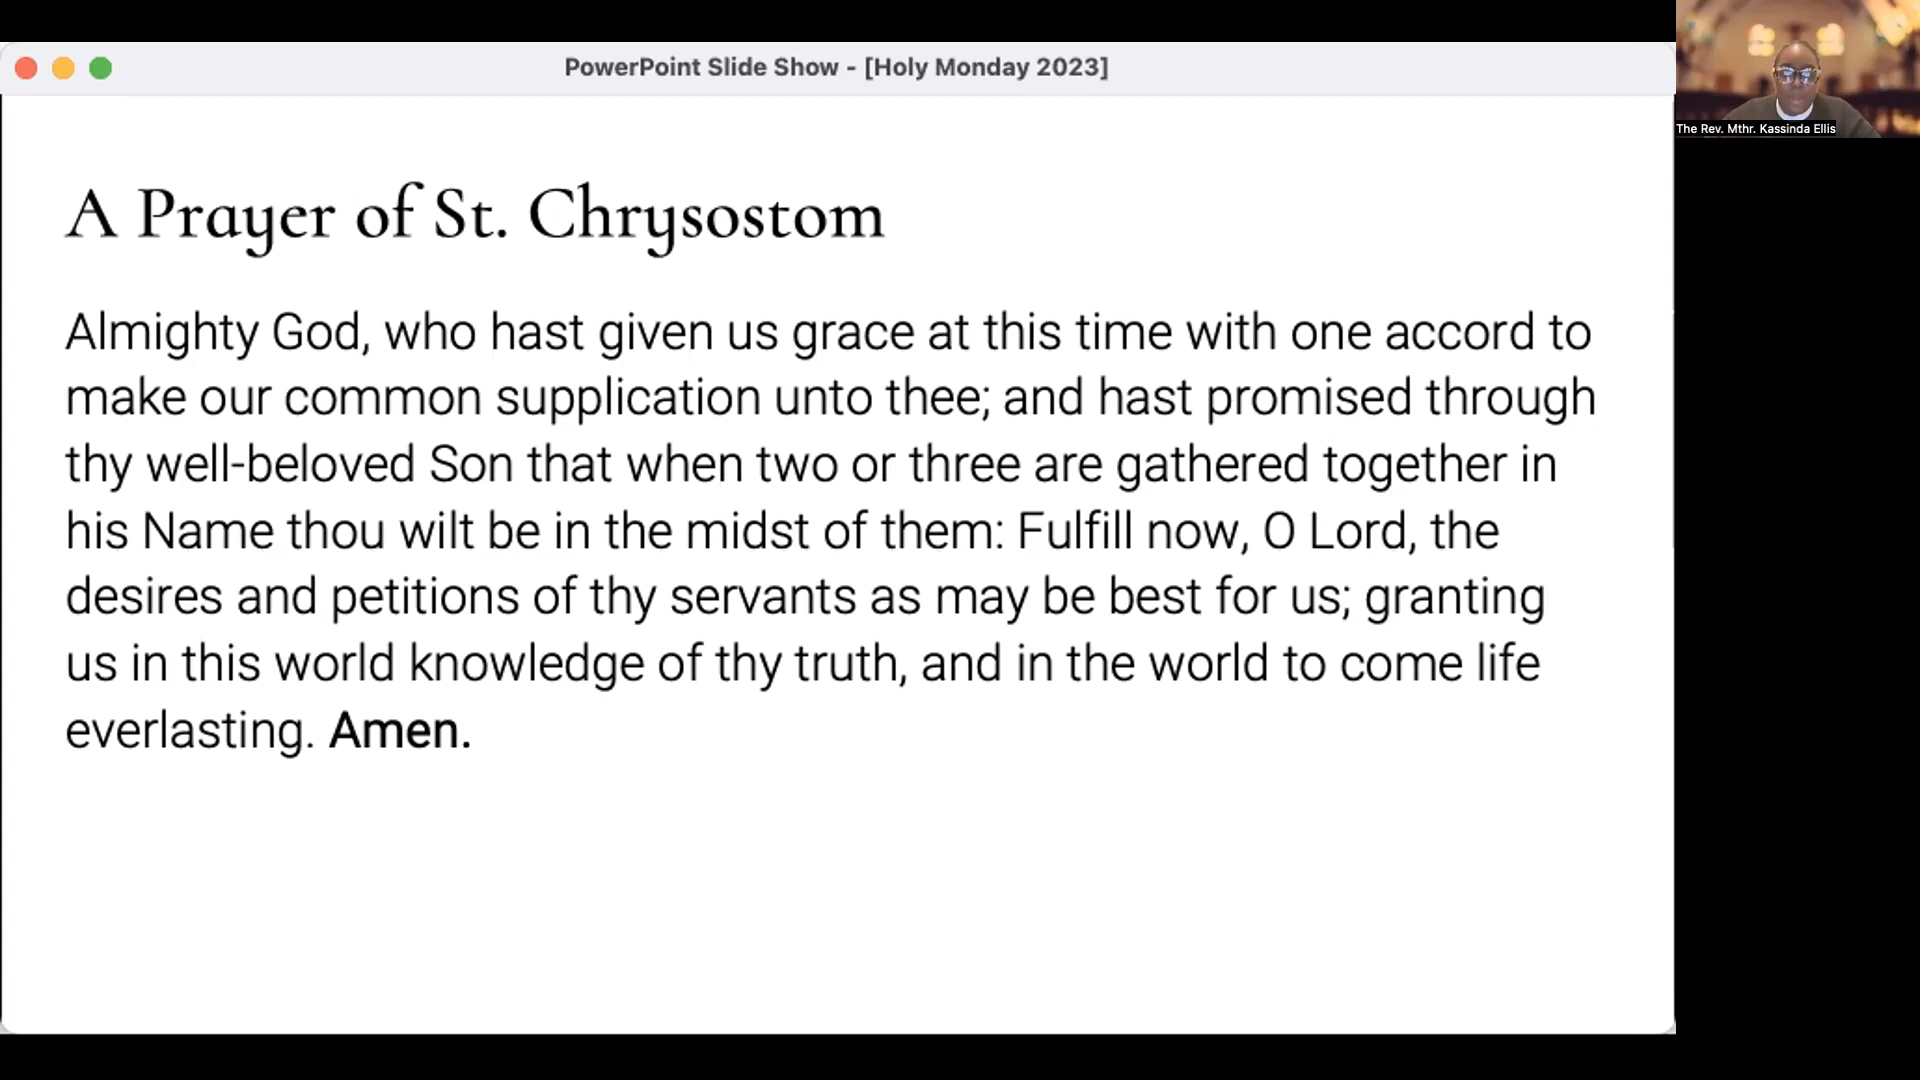 PowerPoint Slide Show - [Holy Monday 2023]
The Rev. Mthr. Kassinda Ellis
A Prayer of St. Chrysostom
Almighty God, who hast given us grace at this time with one accord to
make our common supplication unto thee; and hast promised through
thy well-beloved Son that when two or three are gathered together in
his Name thou wilt be in the midst of them: Fulfill now, O Lord, the
desires and petitions of thy servants as may be best for us; granting
us in this world knowledge of thy truth, and in the world to come life
everlasting. Amen.